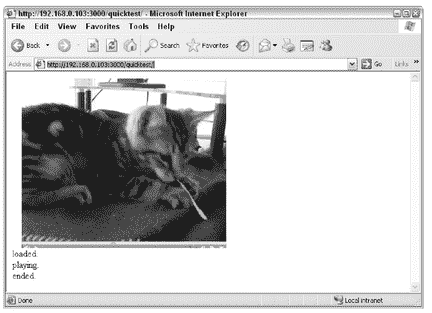 http://192.168.0.103:3000/quicktest/ - Microsoft Internet Explorer
File Edit View Favorites Tools Help
Back Search Favorites
Address http://192.168.0.103:3000/quicktest/ Go Links »
loaded.
playing.
ended.
Done Local intranet